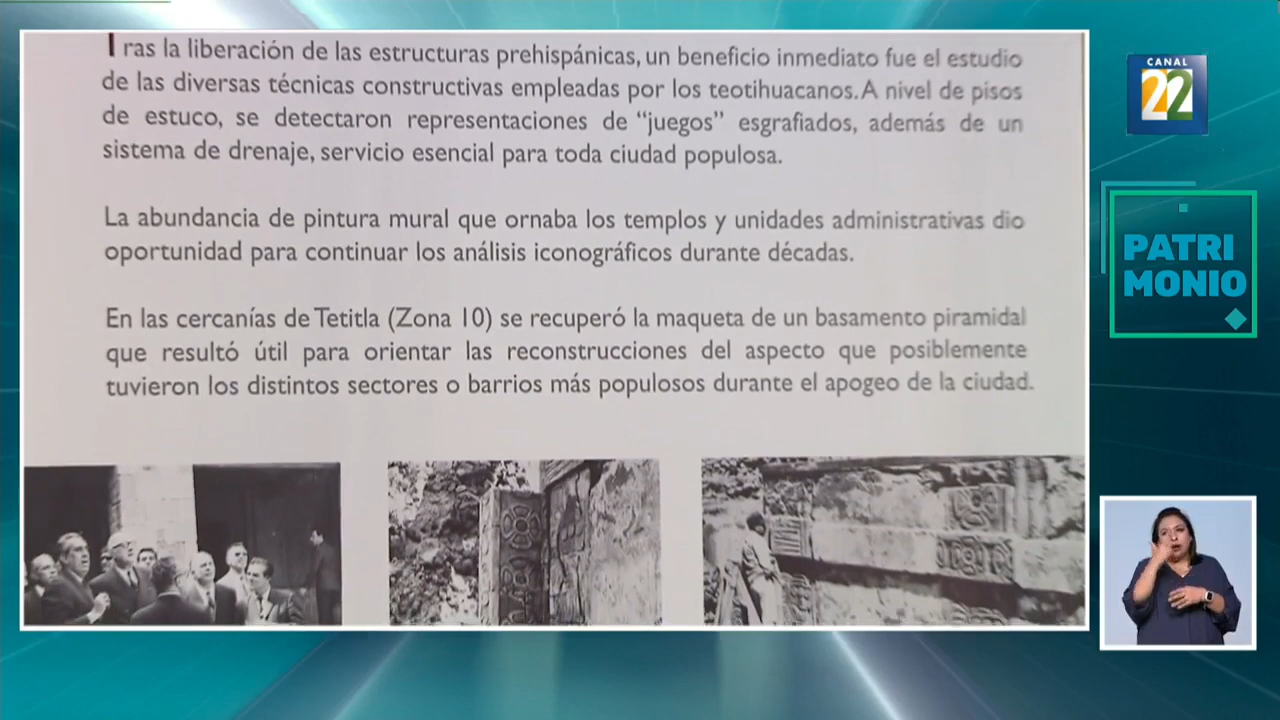 Tras la liberación de las estructuras prehispánicas, un beneficio inmediato fue el estudio
de las diversas técnicas constructivas empleadas por los teotihuacanos. A nivel de pisos
de estuco, se detectaron representaciones de “juegos” esgrafiados, además de un
sistema de drenaje, servicio esencial para toda ciudad populosa.
La abundancia de pintura mural que ornaba los templos y unidades administrativas dio
oportunidad para continuar los análisis iconográficos durante décadas.
En las cercanías de Tetitla (Zona 10) se recuperó la maqueta de un basamento piramidal
que resultó útil para orientar las reconstrucciones del aspecto que posiblemente
tuvieron los distintos sectores o barrios más populosos durante el apogeo de la ciudad.
CANAL
22
PATRI
MONIO